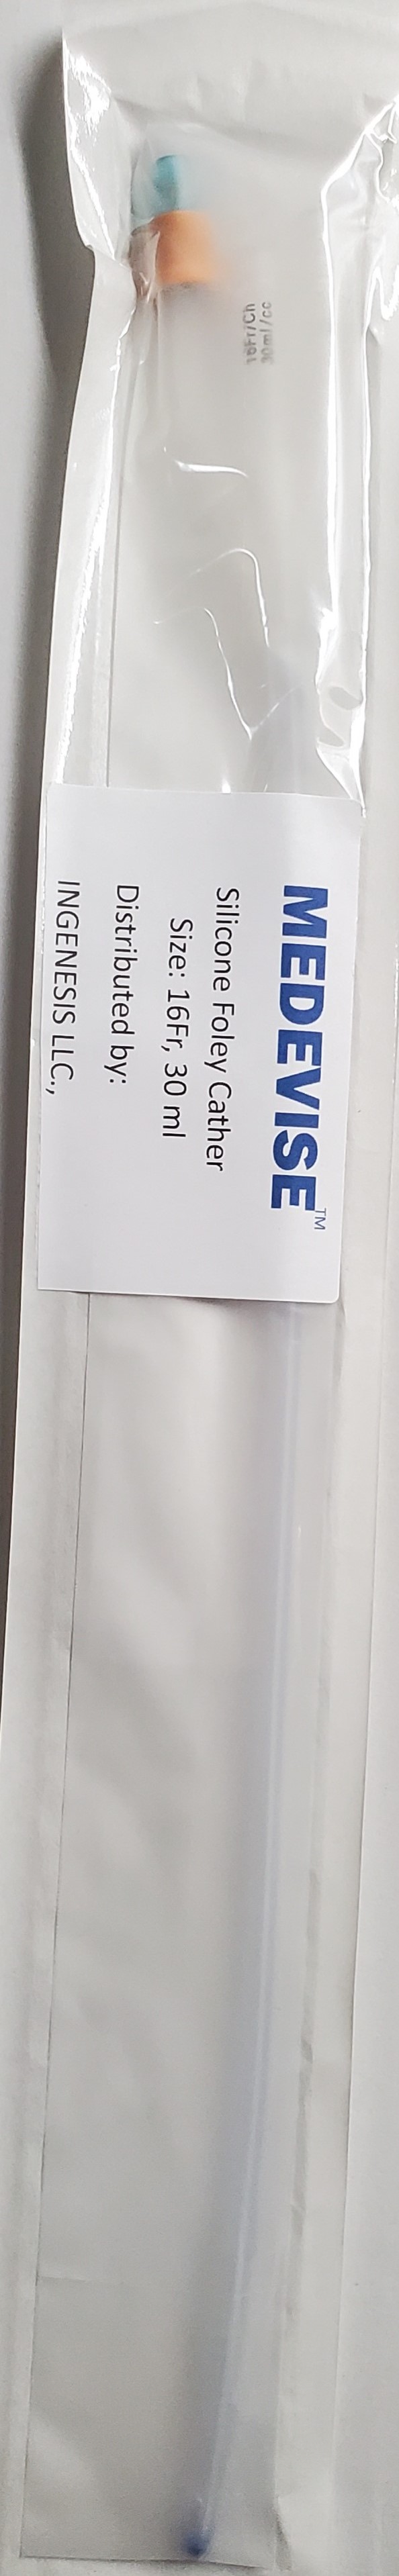 16Fr/Ch
30ml/cc
MEDEVISE™
Silicone Foley Cather
Size: 16Fr, 30 ml
Distributed by:
INGENESIS LLC.,